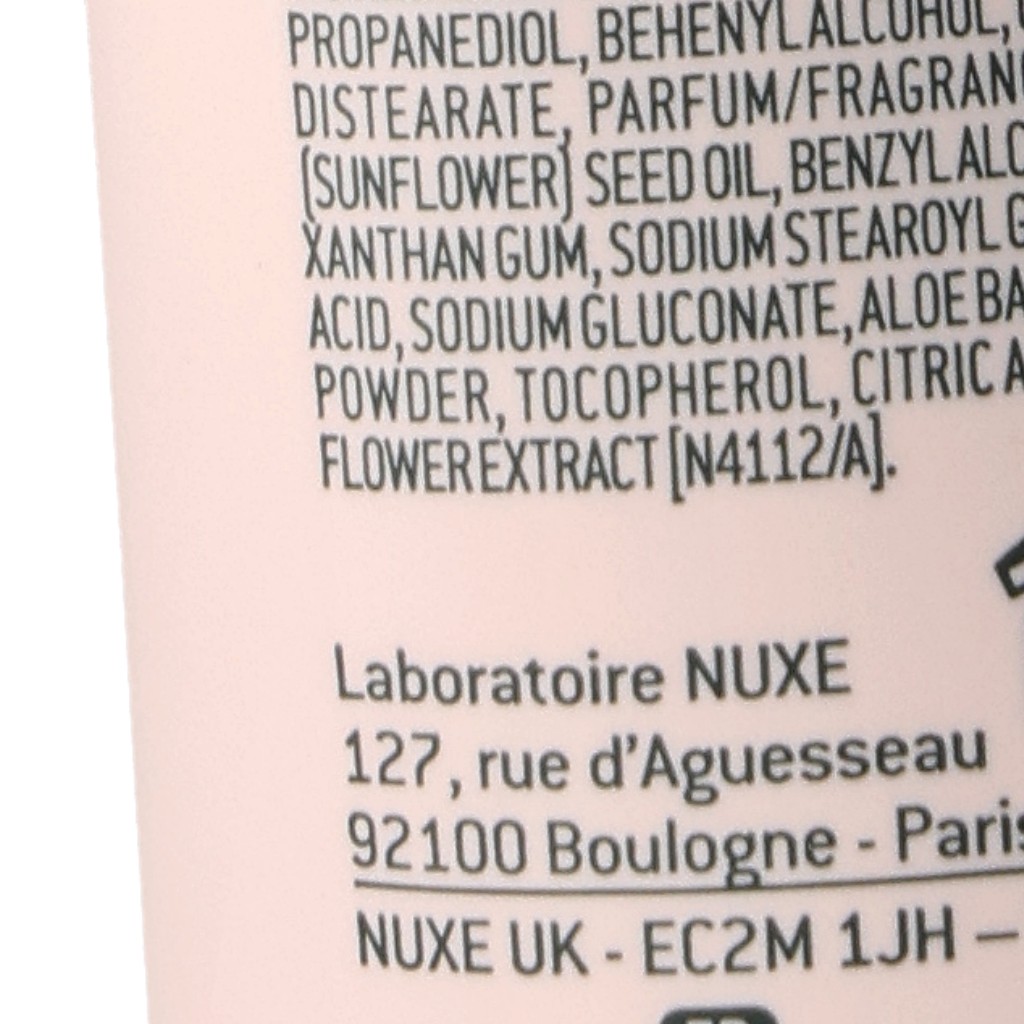 PROPANEDIOL, BEHENYL ALCOHOL,
DISTEARATE, PARFUM/FRAGRAN
(SUNFLOWER) SEED OIL, BENZYL ALC
XANTHAN GUM, SODIUM STEAROYL G
ACID, SODIUM GLUCONATE, ALOE BA
POWDER, TOCOPHEROL, CITRIC A
FLOWER EXTRACT [N4112/A].
Laboratoire NUXE
127, rue d'Aguesseau
92100 Boulogne - Paris
NUXE UK - EC2M 1JH –